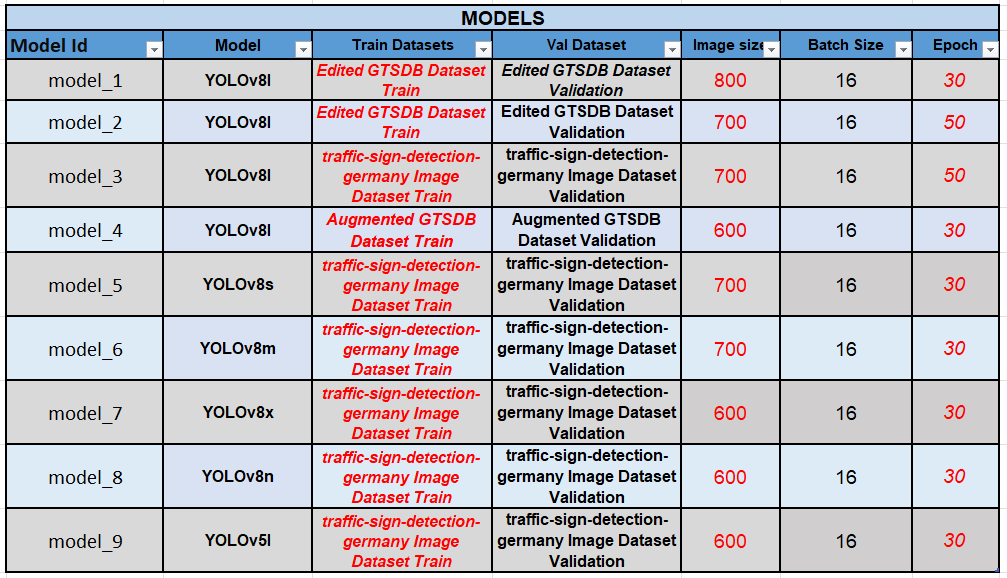 MODELS
Model Id Model Train Datasets Val Dataset Image size Batch Size Epoch
model_1 YOLOv8l Edited GTSDB Dataset Train Edited GTSDB Dataset Validation 800 16 30
model_2 YOLOv8l Edited GTSDB Dataset Train Edited GTSDB Dataset Validation 700 16 50
model_3 YOLOv8l traffic-sign-detection-germany Image Dataset Train traffic-sign-detection-germany Image Dataset Validation 700 16 50
model_4 YOLOv8l Augmented GTSDB Dataset Train Augmented GTSDB Dataset Validation 600 16 30
model_5 YOLOv8s traffic-sign-detection-germany Image Dataset Train traffic-sign-detection-germany Image Dataset Validation 700 16 30
model_6 YOLOv8m traffic-sign-detection-germany Image Dataset Train traffic-sign-detection-germany Image Dataset Validation 700 16 30
model_7 YOLOv8x traffic-sign-detection-germany Image Dataset Train traffic-sign-detection-germany Image Dataset Validation 600 16 30
model_8 YOLOv8n traffic-sign-detection-germany Image Dataset Train traffic-sign-detection-germany Image Dataset Validation 600 16 30
model_9 YOLOv5l traffic-sign-detection-germany Image Dataset Train traffic-sign-detection-germany Image Dataset Validation 600 16 30